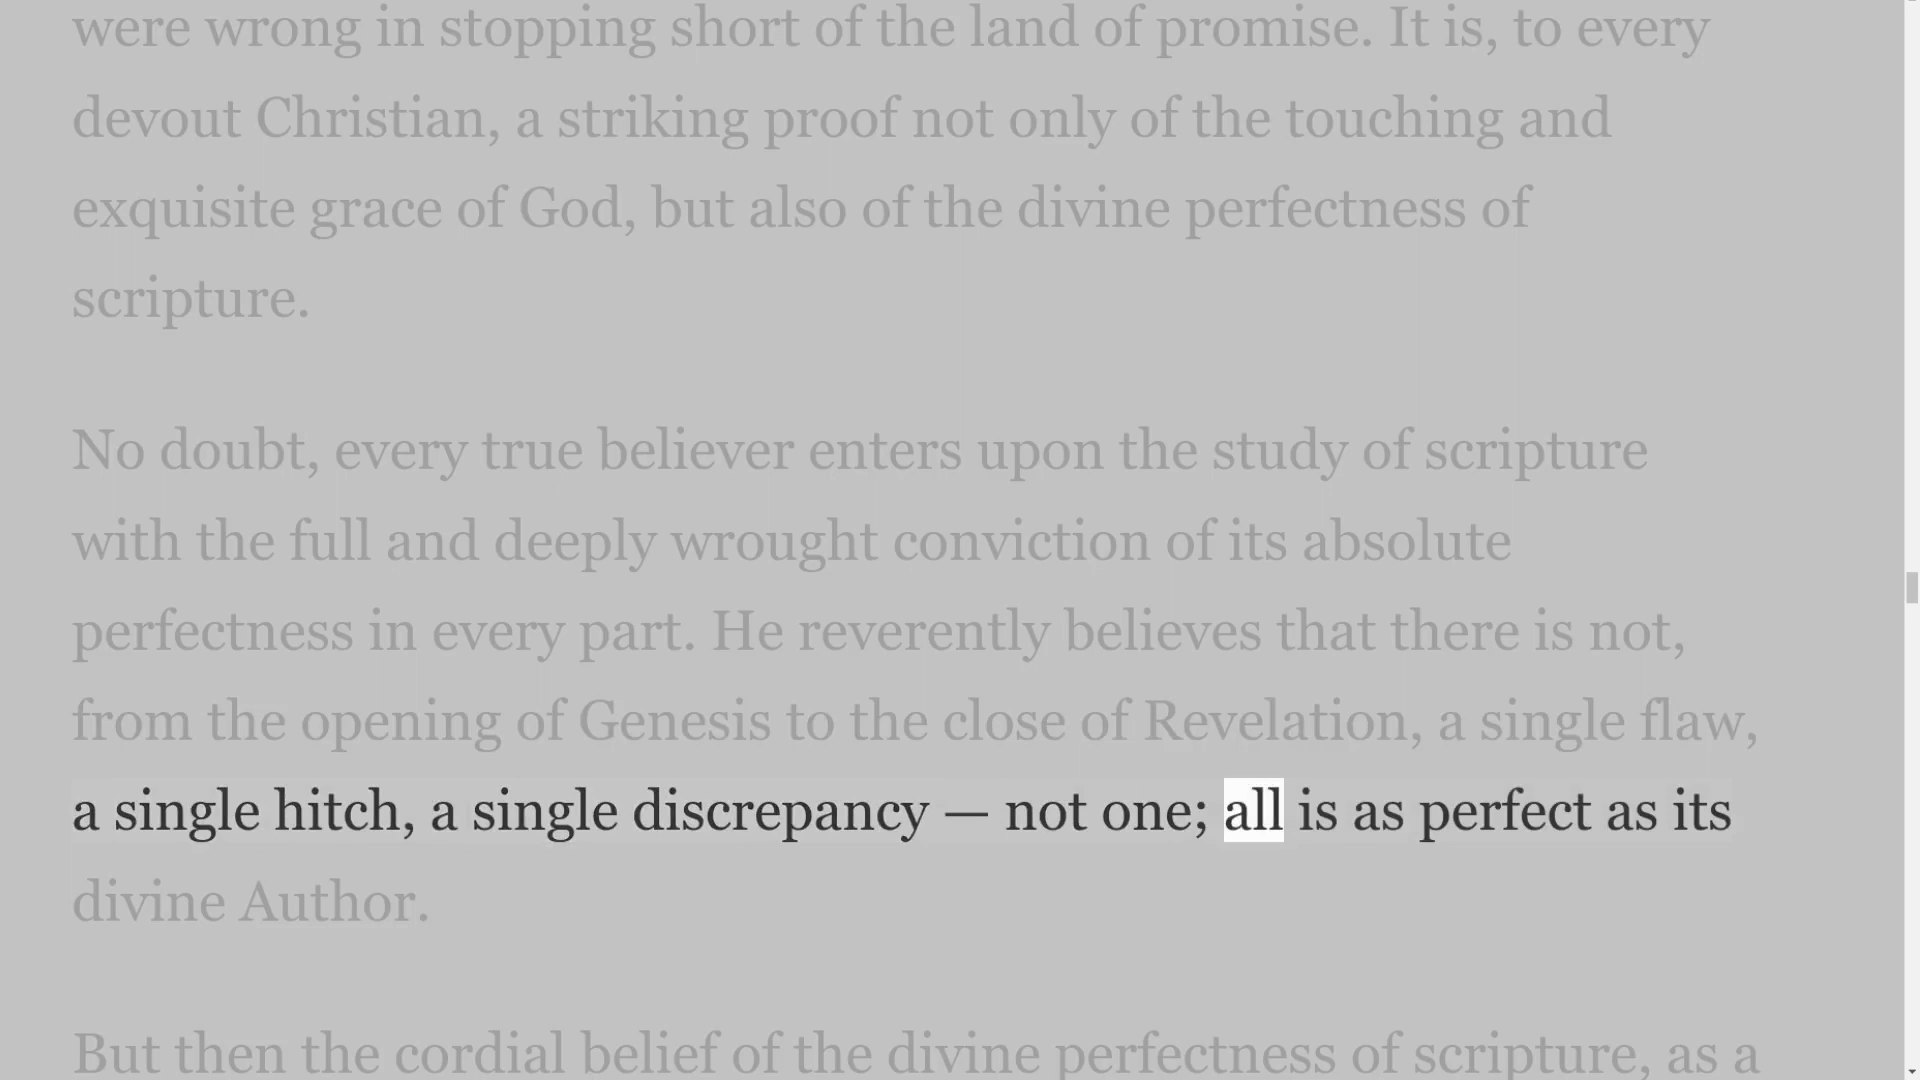 were wrong in stopping short of the land of promise. It is, to every
devout Christian, a striking proof not only of the touching and
exquisite grace of God, but also of the divine perfectness of
scripture.
No doubt, every true believer enters upon the study of scripture
with the full and deeply wrought conviction of its absolute
perfectness in every part. He reverently believes that there is not,
from the opening of Genesis to the close of Revelation, a single flaw,
a single hitch, a single discrepancy — not one; all is as perfect as its
divine Author.
But then the cordial belief of the divine perfectness of scripture, as a